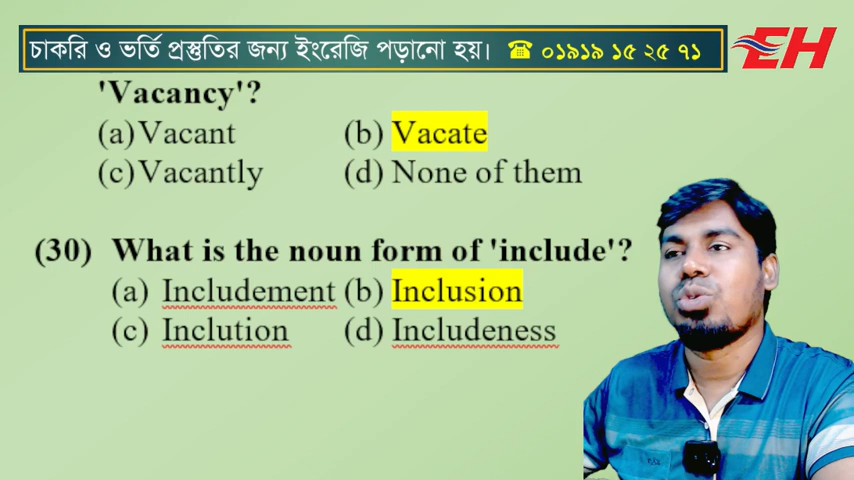 চাকরি ও ভর্তি প্রস্তুতির জন্য ইংরেজি পড়ানো হয়। ☎ ০১৯১৯ ১৫ ২৫ ৭১
EH
'Vacancy'?
(a) Vacant (b) Vacate
(c) Vacantly (d) None of them
(30) What is the noun form of 'include'?
(a) Includement (b) Inclusion
(c) Inclution (d) Includeness